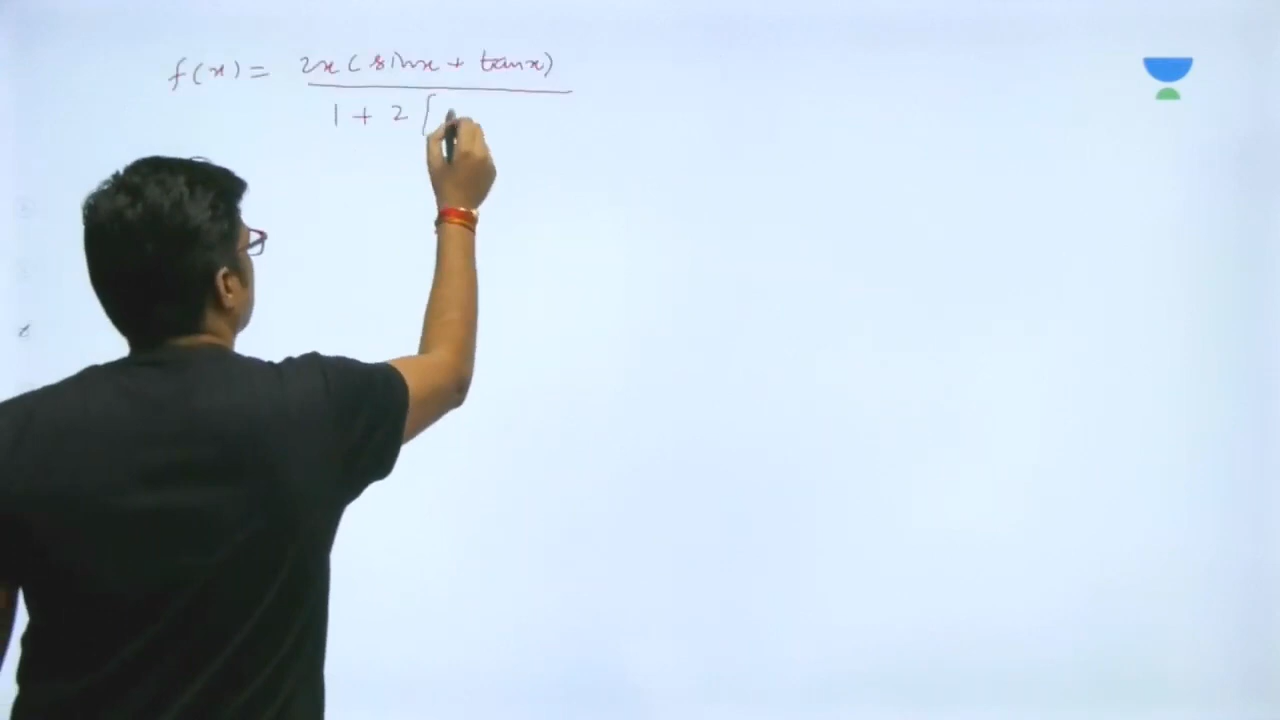 f(x) = 2x(sinx + tanx)
1 + 2[